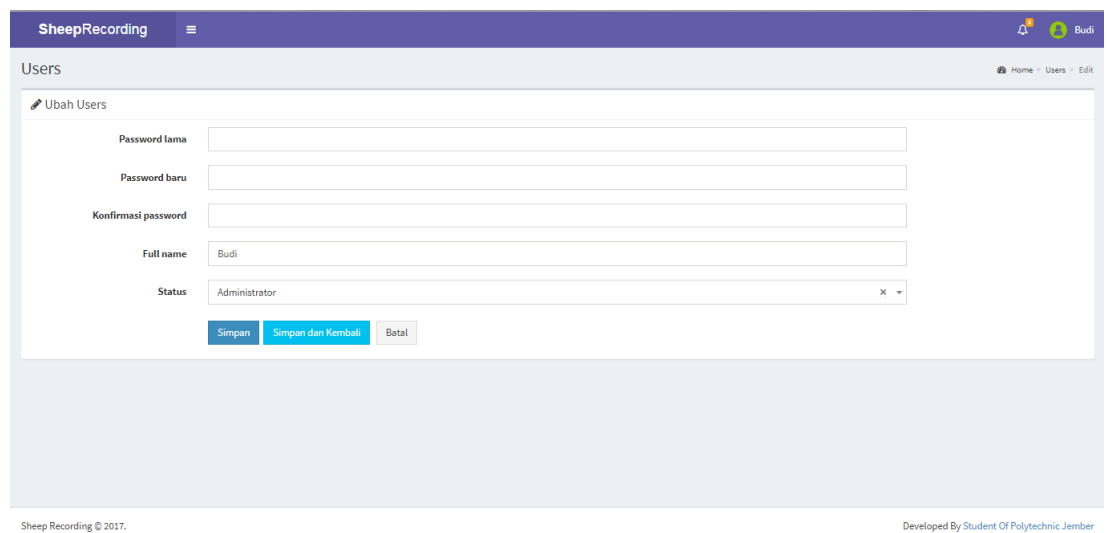 SheepRecording Budi
Users Home > Users > Edit
Ubah Users
Password lama
Password baru
Konfirmasi password
Full name Budi
Status Administrator
Simpan Simpan dan Kembali Batal
Sheep Recording © 2017. Developed By Student Of Polytechnic Jember